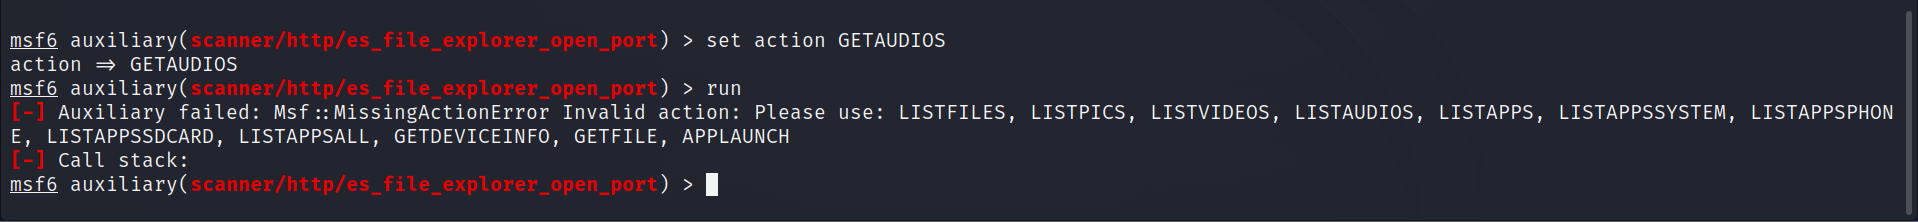 msf6 auxiliary(scanner/http/es_file_explorer_open_port) > set action GETAUDIOS
action ⇒ GETAUDIOS
msf6 auxiliary(scanner/http/es_file_explorer_open_port) > run
[-] Auxiliary failed: Msf::MissingActionError Invalid action: Please use: LISTFILES, LISTPICS, LISTVIDEOS, LISTAUDIOS, LISTAPPS, LISTAPPSSYSTEM, LISTAPPSPHON
E, LISTAPPSSDCARD, LISTAPPSALL, GETDEVICEINFO, GETFILE, APPLAUNCH
[-] Call stack:
msf6 auxiliary(scanner/http/es_file_explorer_open_port) >